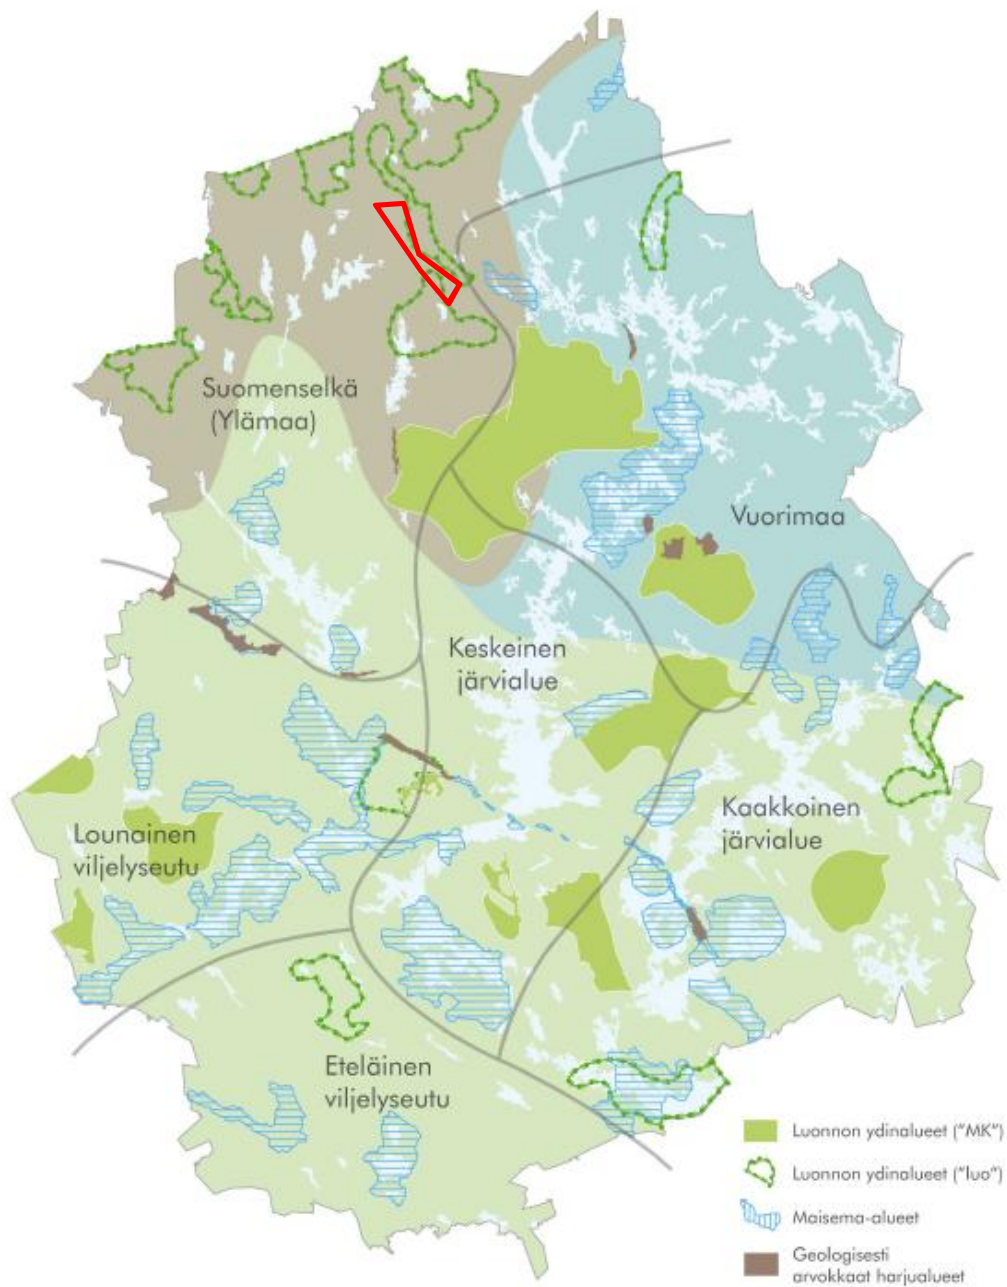 Suomenselkä
(Ylämaa)
Vuorimaa
Keskeinen
järvialue
Kaakkoinen
järvialue
Lounainen
viljelyseutu
Eteläinen
viljelyseutu
Luonnon ydinalueet ("MK")
Luonnon ydinalueet ("luo")
Maisema-alueet
Geologisesti
arvokkaat harjualueet